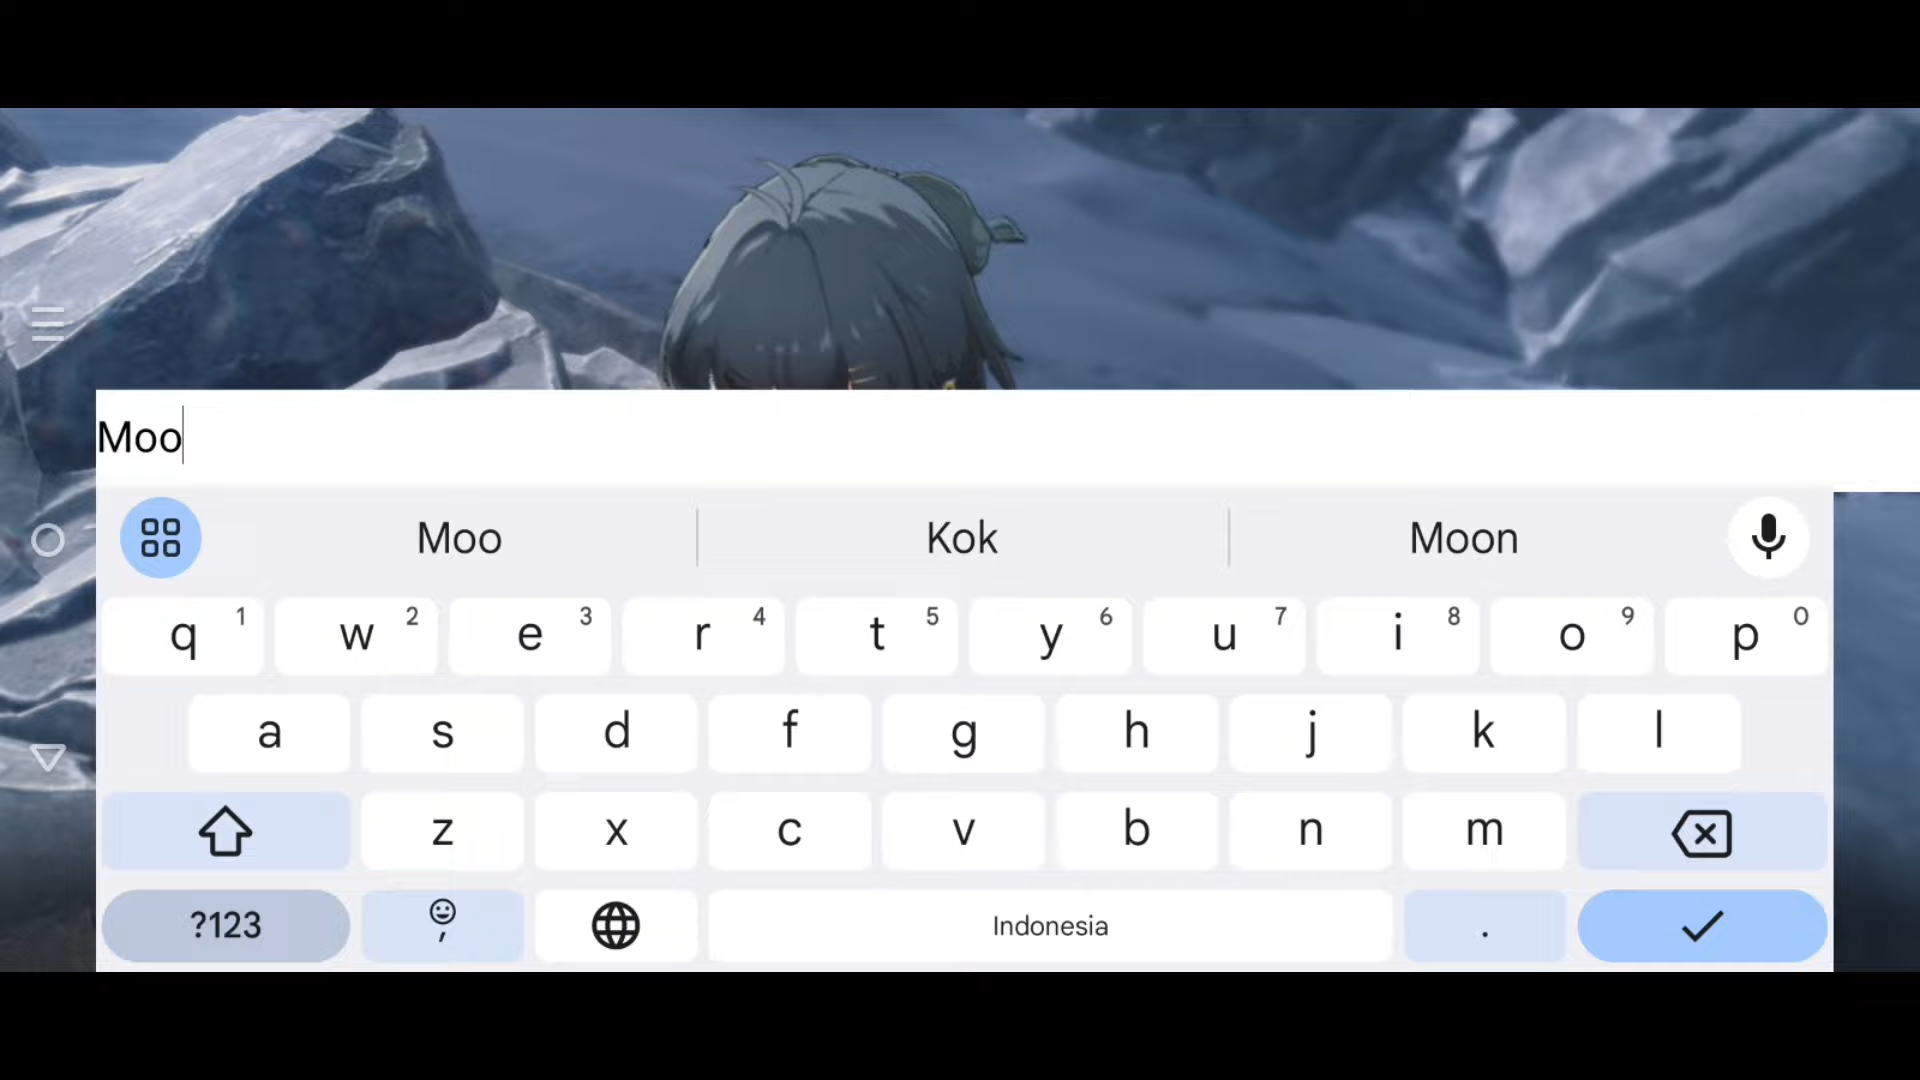 Moo
Moo Kok Moon
q 1 w 2 e 3 r 4 t 5 y 6 u 7 i 8 o 9 p 0
a s d f g h j k l
z x c v b n m
?123 , Indonesia .